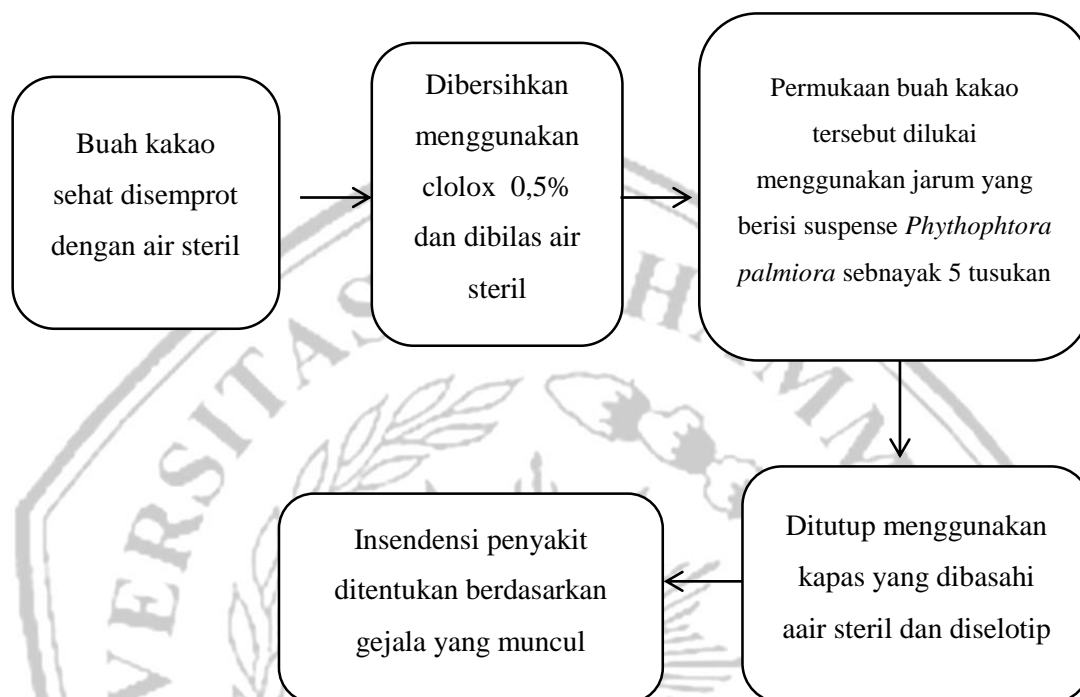 Buah kakao
sehat disemprot
dengan air steril
Dibersihkan
menggunakan
clolox 0,5%
dan dibilas air
steril
Permukaan buah kakao
tersebut dilukai
menggunakan jarum yang
berisi suspense Phythophtora
palmiora sebnayak 5 tusukan
Ditutup menggunakan
kapas yang dibasahi
aair steril dan diselotip
Insendensi penyakit
ditentukan berdasarkan
gejala yang muncul
VERSITAS
UHAMM